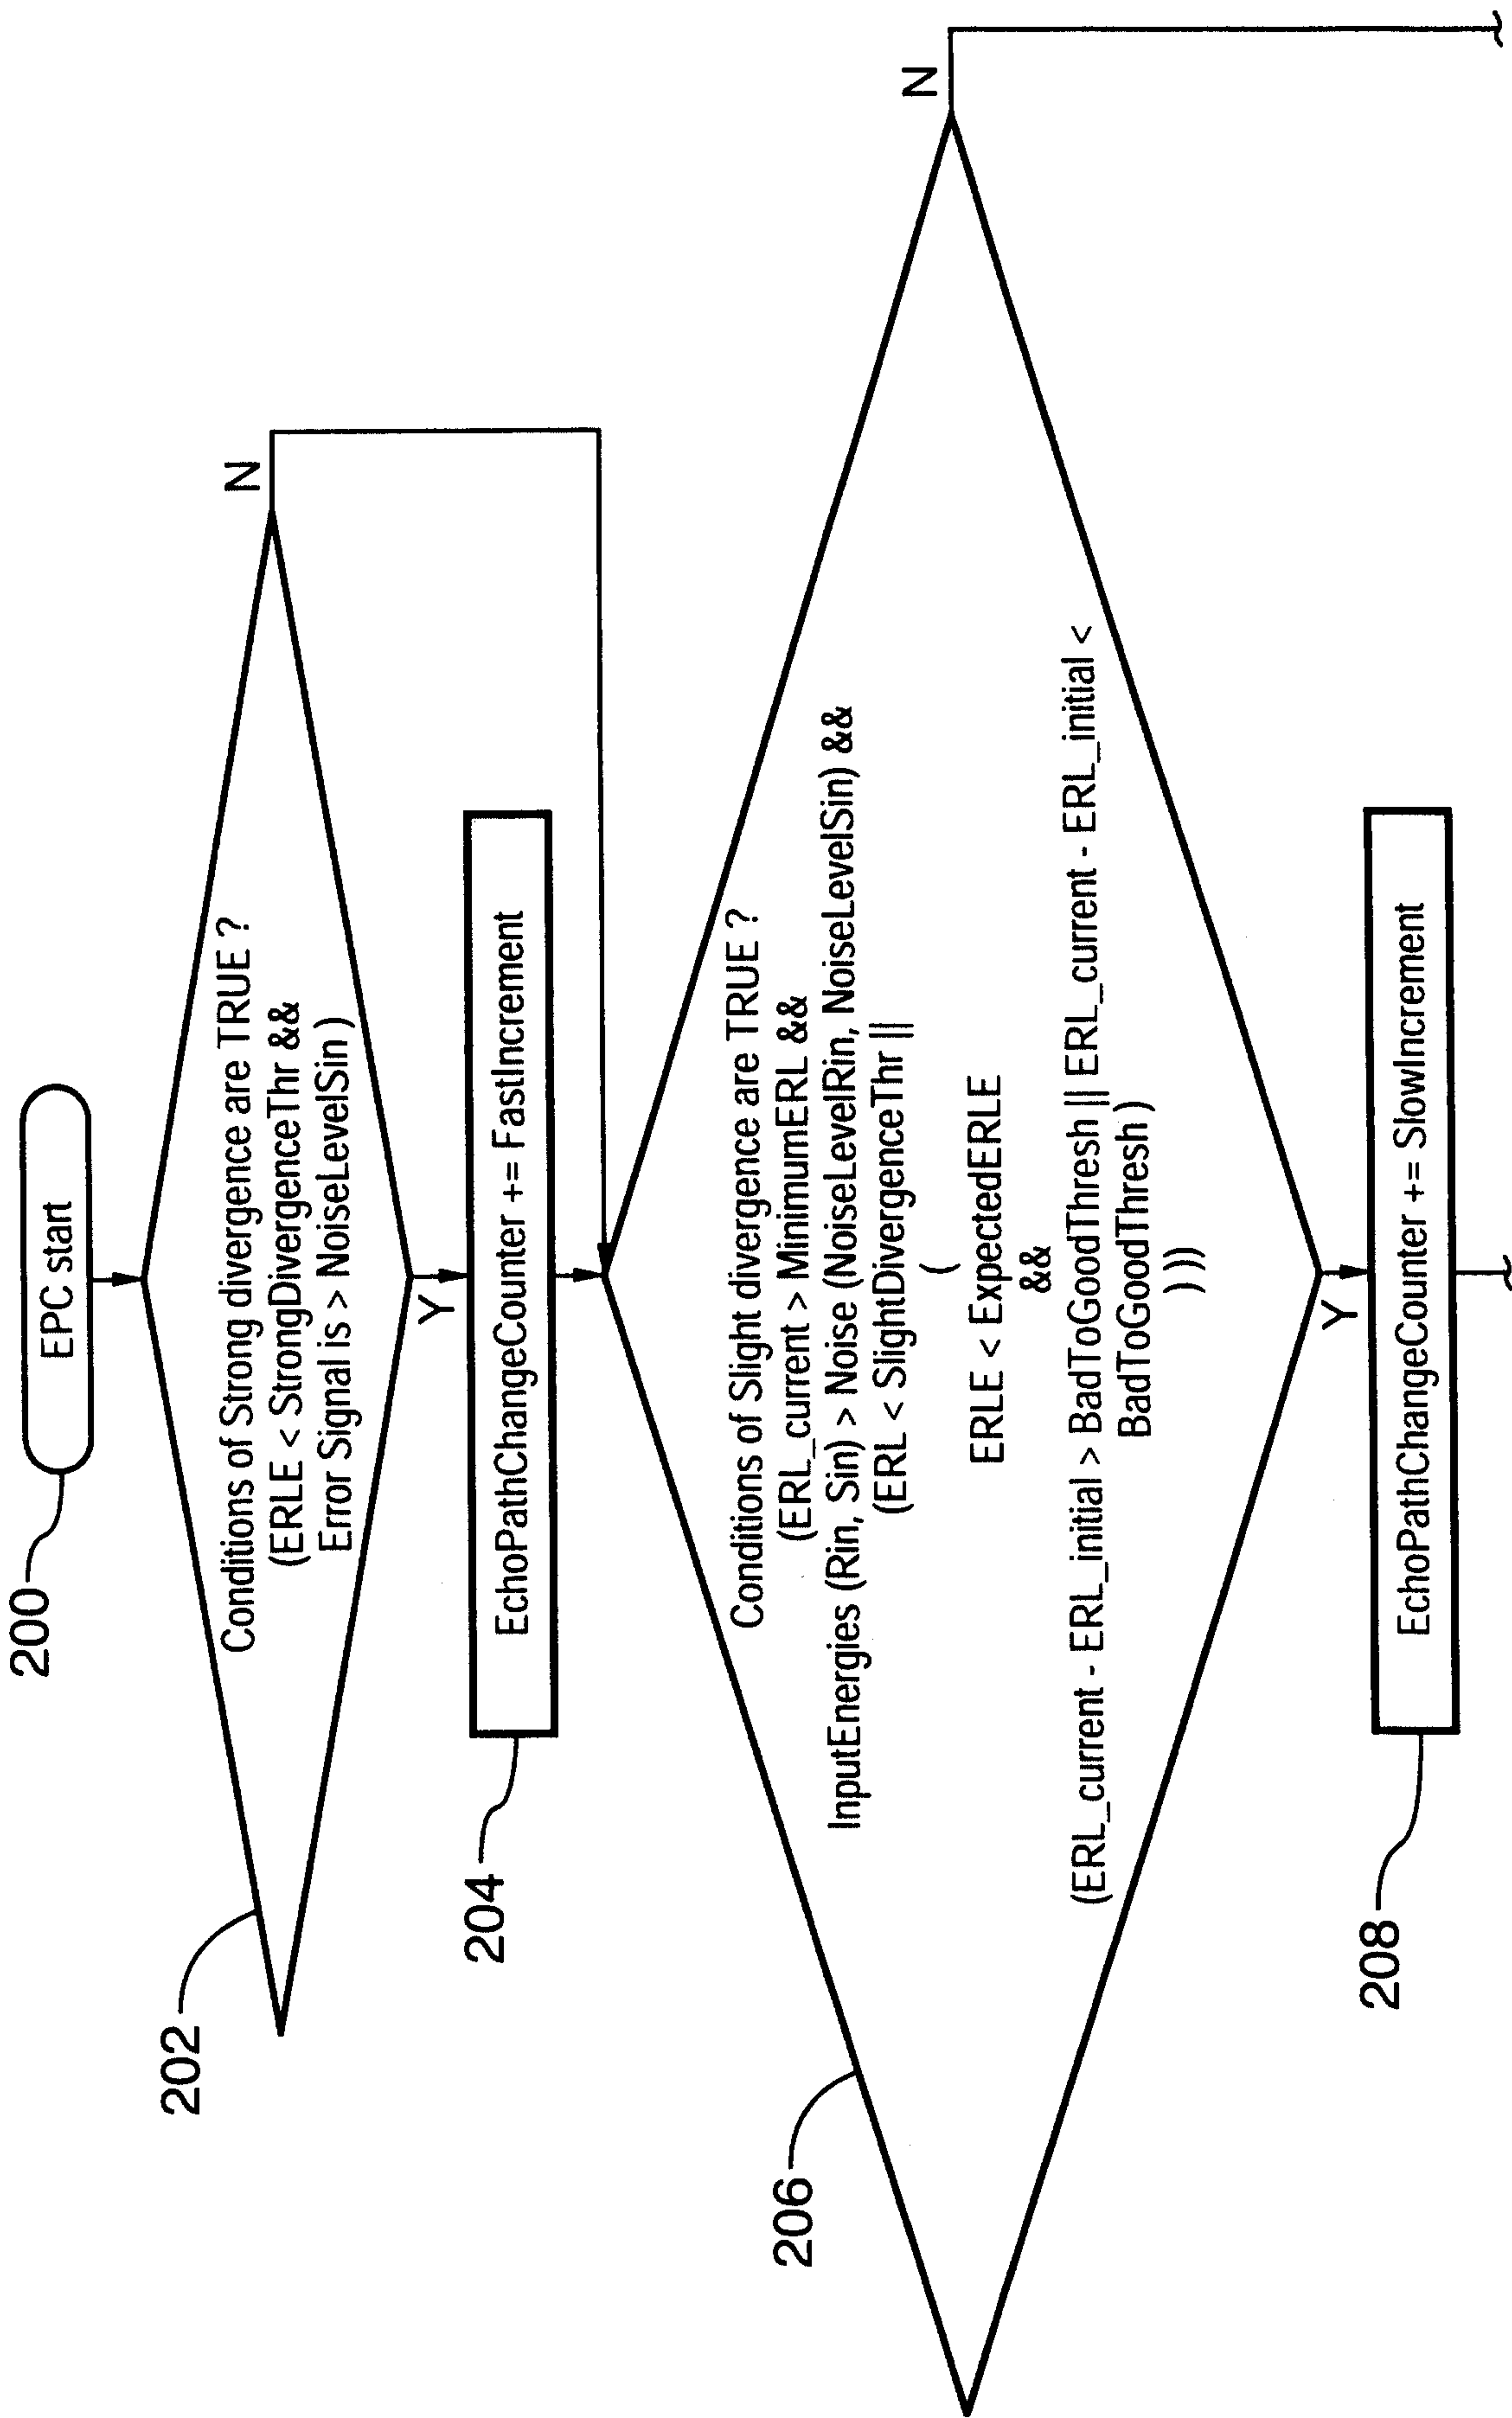 200
EPC start
202
Conditions of Strong divergence are TRUE ?
(ERLE < StrongDivergenceThr &&
Error Signal is > NoiseLevelSin )
N
Y
204
EchoPathChangeCounter += FastIncrement
206
Conditions of Slight divergence are TRUE ?
(ERL_current > MinimumERL &&
InputEnergies (Rin, Sin) > Noise (NoiseLevelRin, NoiseLevelSin) &&
(ERL < SlightDivergenceThr ||
(
ERLE < ExpectedERLE
&&
(ERL_current - ERL_initial > BadToGoodThresh || ERL_current - ERL_initial <
BadToGoodThresh )
) ))
N
Y
208
EchoPathChangeCounter += SlowIncrement